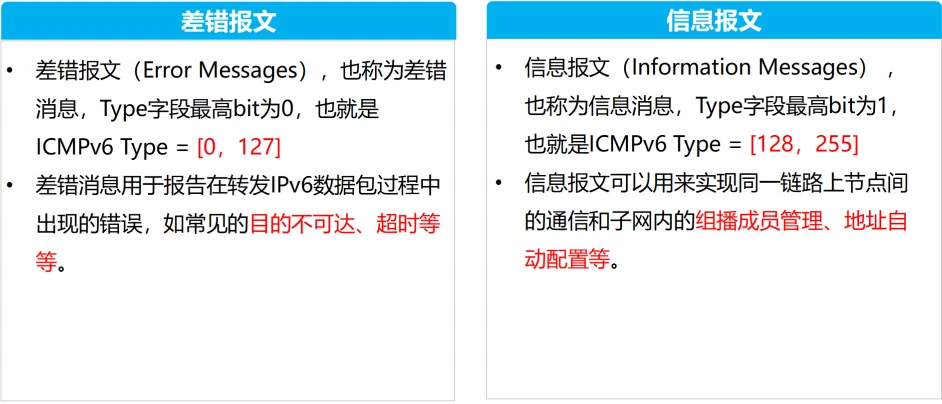 差错报文
• 差错报文（Error Messages），也称为差错
消息，Type字段最高bit为0，也就是
ICMPv6 Type = [0，127]
• 差错消息用于报告在转发IPv6数据包过程中
出现的错误，如常见的目的不可达、超时等
等。
信息报文
• 信息报文（Information Messages），
也称为信息消息，Type字段最高bit为1，
也就是ICMPv6 Type = [128，255]
• 信息报文可以用来实现同一链路上节点间
的通信和子网内的组播成员管理、地址自
动配置等。